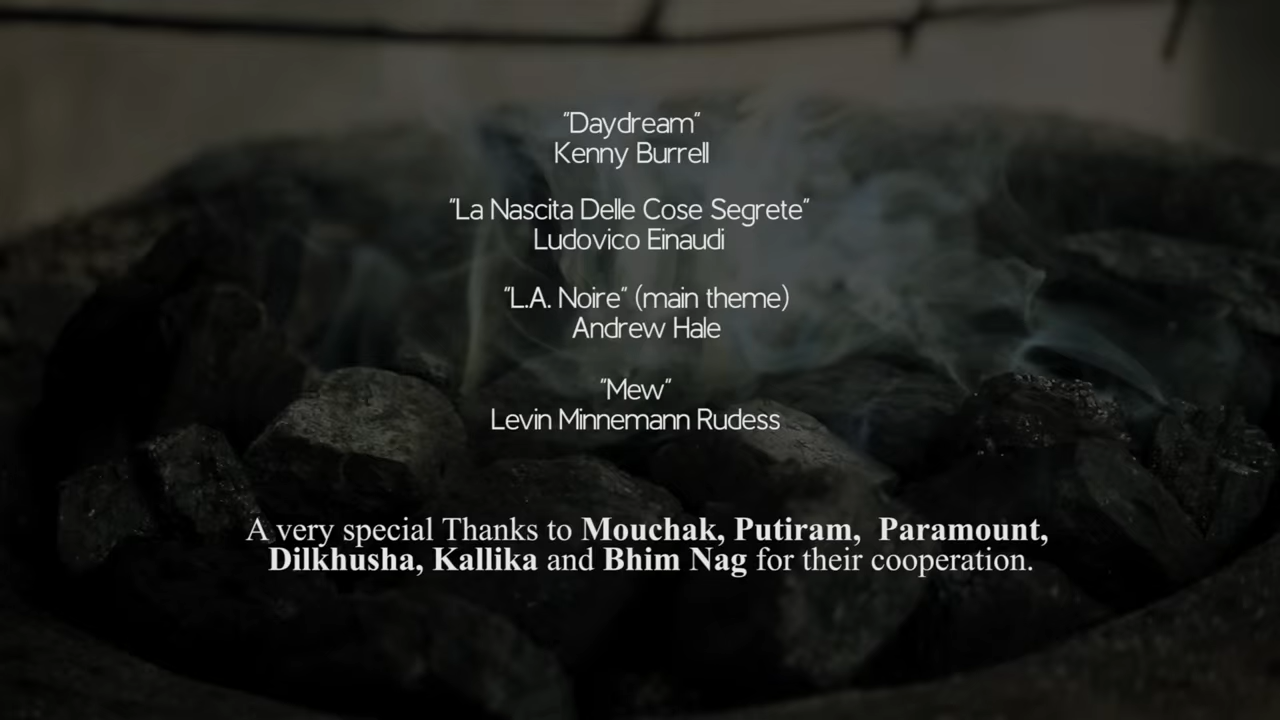 "Daydream"
Kenny Burrell
"La Nascita Delle Cose Segrete"
Ludovico Einaudi
"L.A. Noire" (main theme)
Andrew Hale
"Mew"
Levin Minnemann Rudess
A very special Thanks to Mouchak, Putiram, Paramount,
Dilkhusha, Kallika and Bhim Nag for their cooperation.